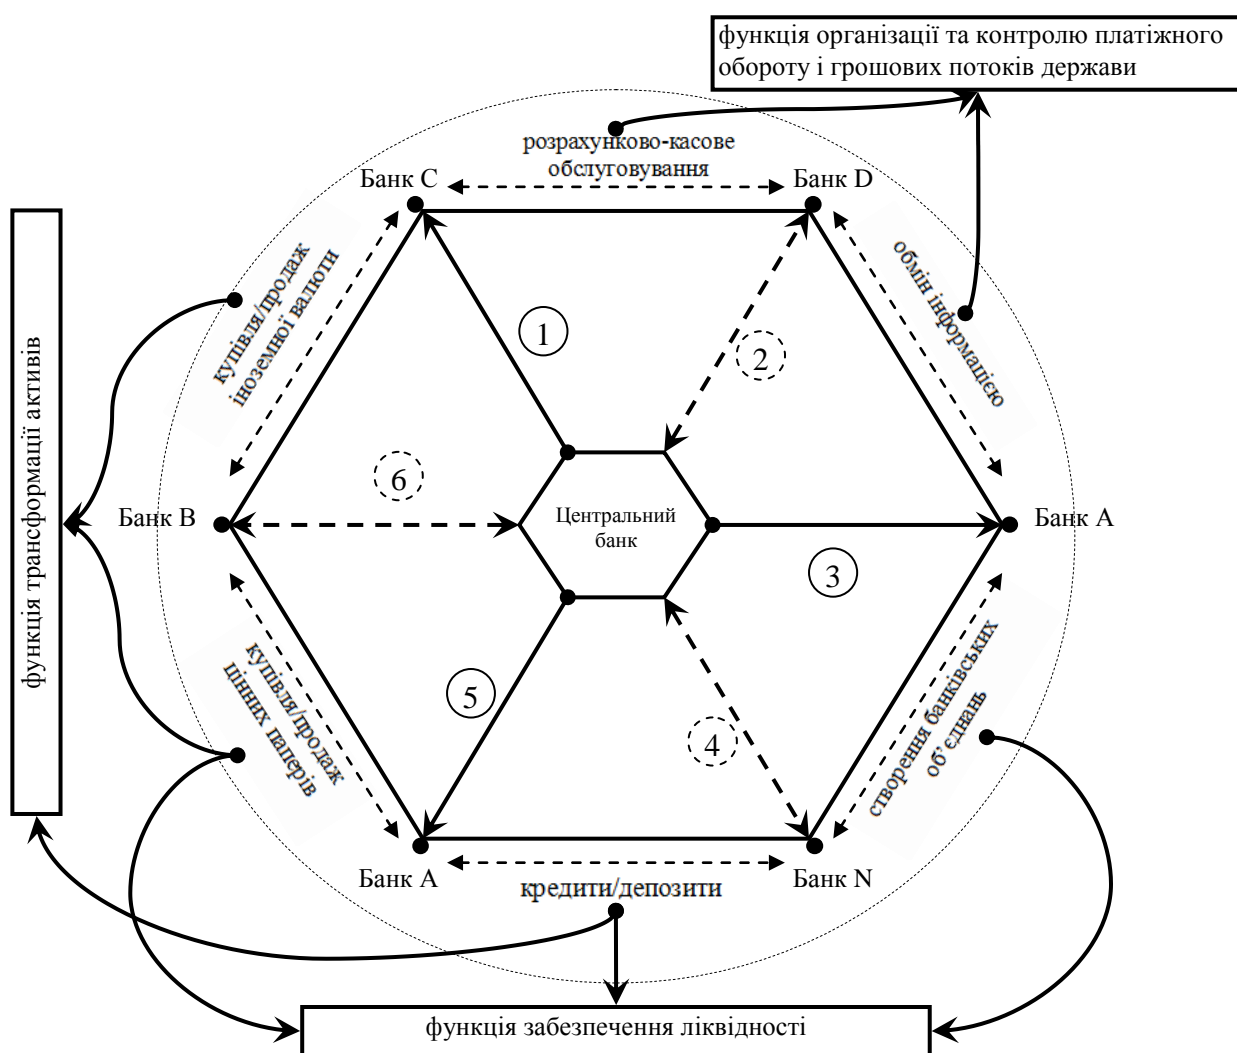 функція організації та контролю платіжного
обороту і грошових потоків держави
розрахунково-касове
обслуговування
Банк C
Банк D
купівля/продаж
іноземної валюти
обмін інформацією
1
2
функція трансформації активів
6
Банк B
Центральний
банк
Банк A
3
купівля/продаж
цінних паперів
5
4
створення банківських
об’єднань
Банк A
Банк N
кредити/депозити
функція забезпечення ліквідності